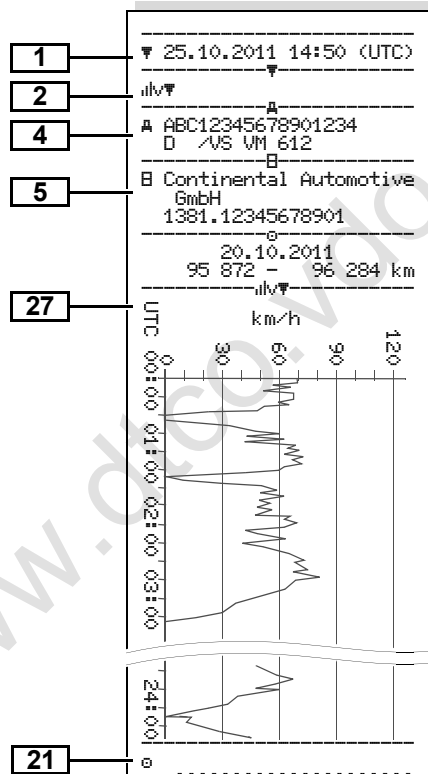 1
▼ 25.10.2011 14:50 (UTC)
2
4
ABC12345678901234
D /VS VM 612
5
Continental Automotive
GmbH
1381.12345678901
20.10.2011
95 872 - 96 284 km
27
UTC
km/h
0 30 60 90 120
00:00
01:00
02:00
03:00
24:00
21
www.dtco.vdo